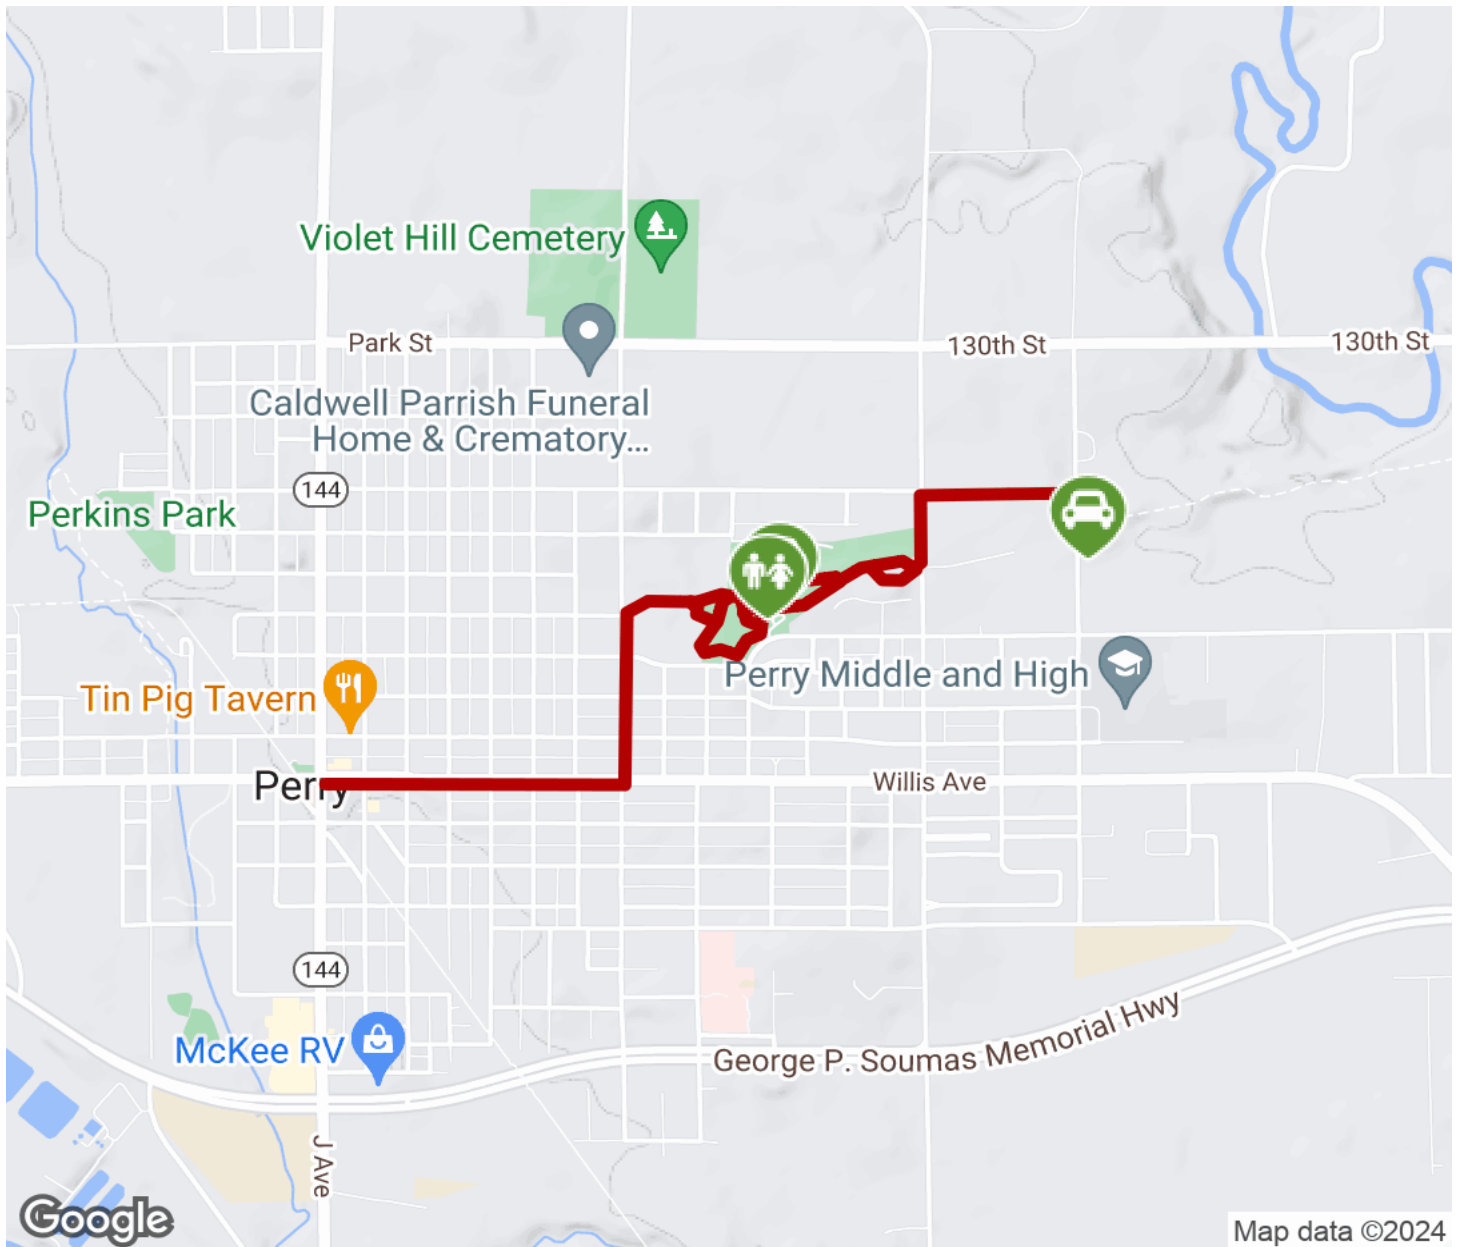 Violet Hill Cemetery
Park St
130th St
130th St
Caldwell Parrish Funeral
Home & Crematory...
144
Perkins Park
Perry Middle and High
Tin Pig Tavern
Perry
Willis Ave
144
McKee RV
George P. Soumas Memorial Hwy
J Ave
Google
Map data ©2024